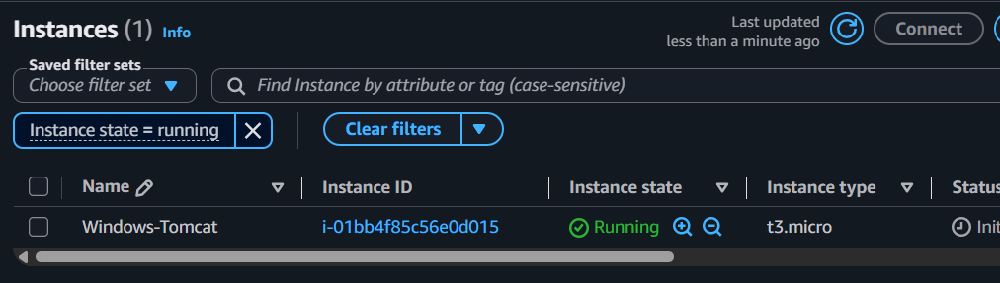 Instances (1) Info
Last updated
less than a minute ago
Connect
Saved filter sets
Choose filter set
Find Instance by attribute or tag (case-sensitive)
Instance state = running
Clear filters
Name Instance ID Instance state Instance type Status
Windows-Tomcat i-01bb4f85c56e0d015 Running t3.micro Init